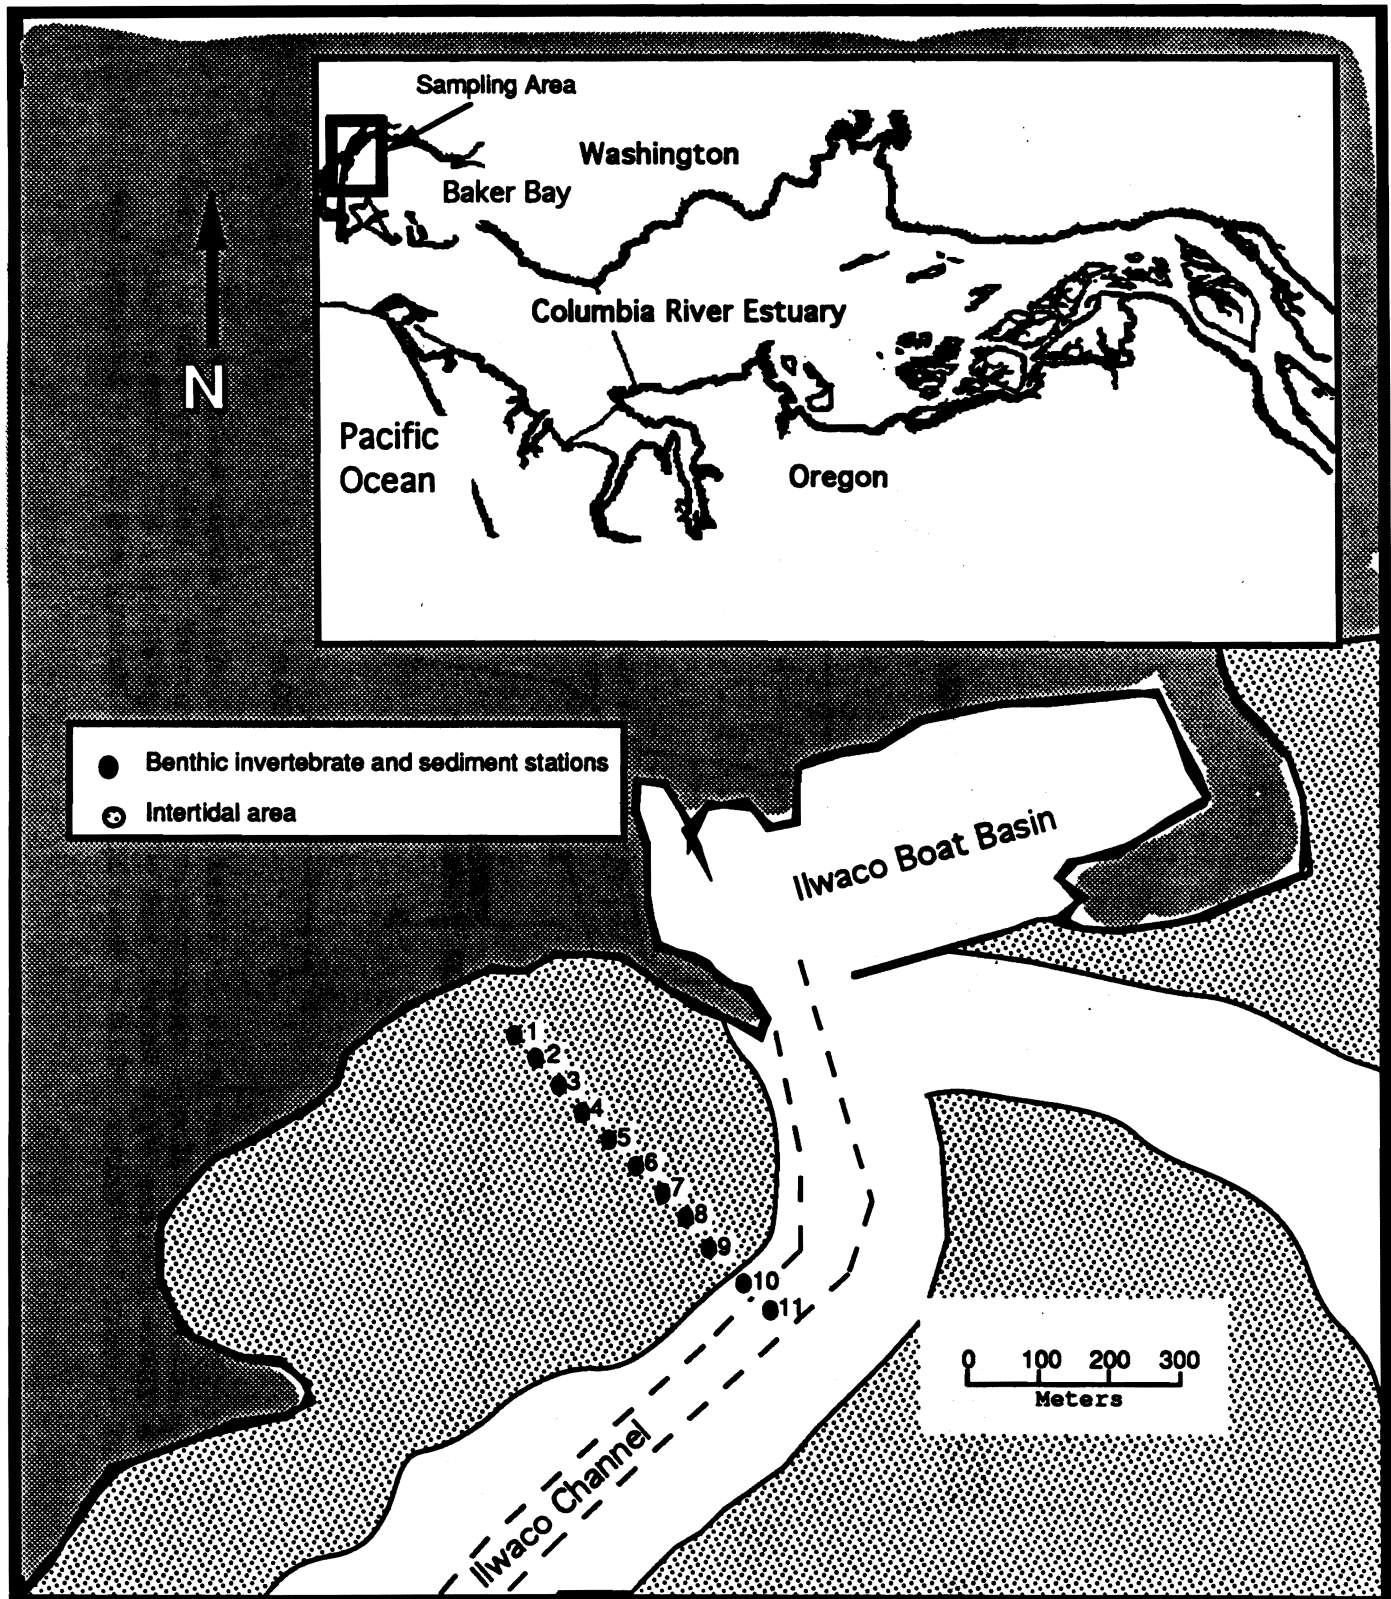 Sampling Area
Washington
Baker Bay
Columbia River Estuary
N
Pacific
Ocean
Oregon
Benthic invertebrate and sediment stations
Intertidal area
Ilwaco Boat Basin
1
2
3
4
5
6
7
8
9
10
11
0 100 200 300
Meters
Ilwaco Channel